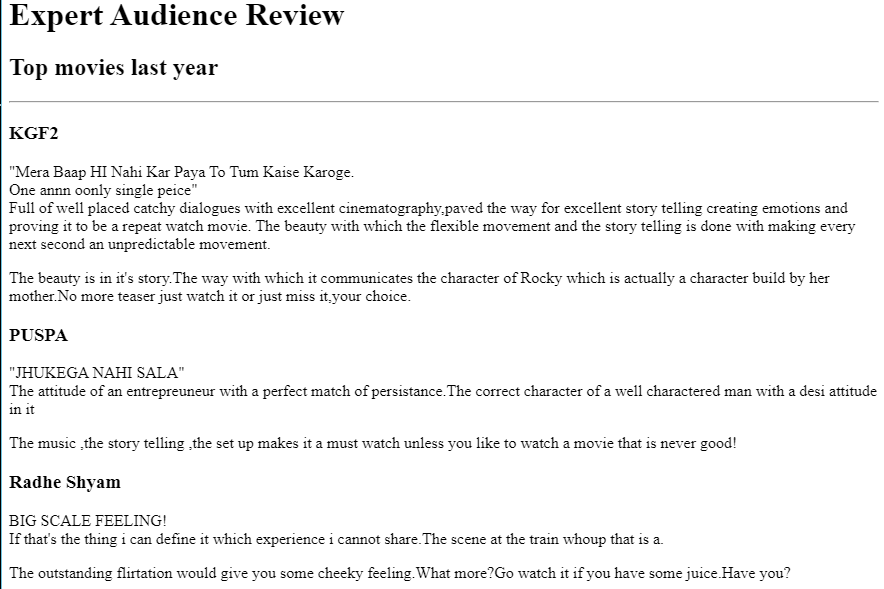 Expert Audience Review
Top movies last year
KGF2
"Mera Baap HI Nahi Kar Paya To Tum Kaise Karoge.
One annn oonly single peice"
Full of well placed catchy dialogues with excellent cinematography,paved the way for excellent story telling creating emotions and
proving it to be a repeat watch movie. The beauty with which the flexible movement and the story telling is done with making every
next second an unpredictable movement.
The beauty is in it's story.The way with which it communicates the character of Rocky which is actually a character build by her
mother.No more teaser just watch it or just miss it,your choice.
PUSPA
"JHUKEGA NAHI SALA"
The attitude of an entrepreuneur with a perfect match of persistance.The correct character of a well charactered man with a desi attitude
in it
The music ,the story telling ,the set up makes it a must watch unless you like to watch a movie that is never good!
Radhe Shyam
BIG SCALE FEELING!
If that's the thing i can define it which experience i cannot share.The scene at the train whoup that is a.
The outstanding flirtation would give you some cheeky feeling.What more?Go watch it if you have some juice.Have you?